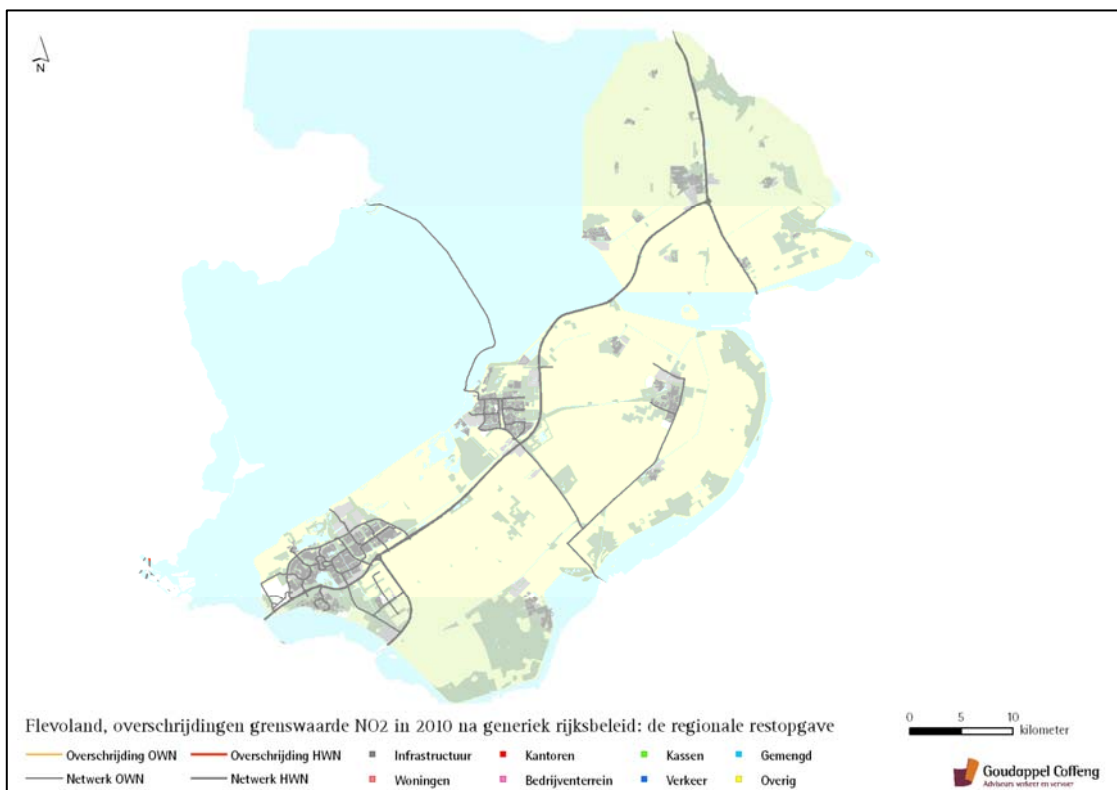 N
Flevoland, overschrijdingen grenswaarde NO2 in 2010 na generiek rijksbeleid: de regionale restopgave
0 5 10
kilometer
Overschrijding OWN Overschrijding HWN Infrastructuur Kantoren Kassen Gemengd
Netwerk OWN Netwerk HWN Woningen Bedrijventerrein Verkeer Overig
Goudappel Coffeng
Adviseurs verkeer en vervoer